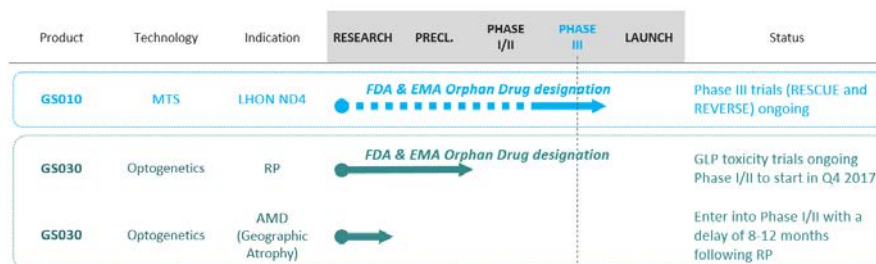 Product Technology Indication RESEARCH PRECL. PHASE I/II PHASE III LAUNCH Status
FDA & EMA Orphan Drug designation
GS010 MTS LHON ND4 Phase III trials (RESCUE and
REVERSE) ongoing
FDA & EMA Orphan Drug designation
GS030 Optogenetics RP GLP toxicity trials ongoing
Phase I/II to start in Q4 2017
GS030 Optogenetics AMD
(Geographic
Atrophy)
Enter into Phase I/II with a
delay of 8-12 months
following RP